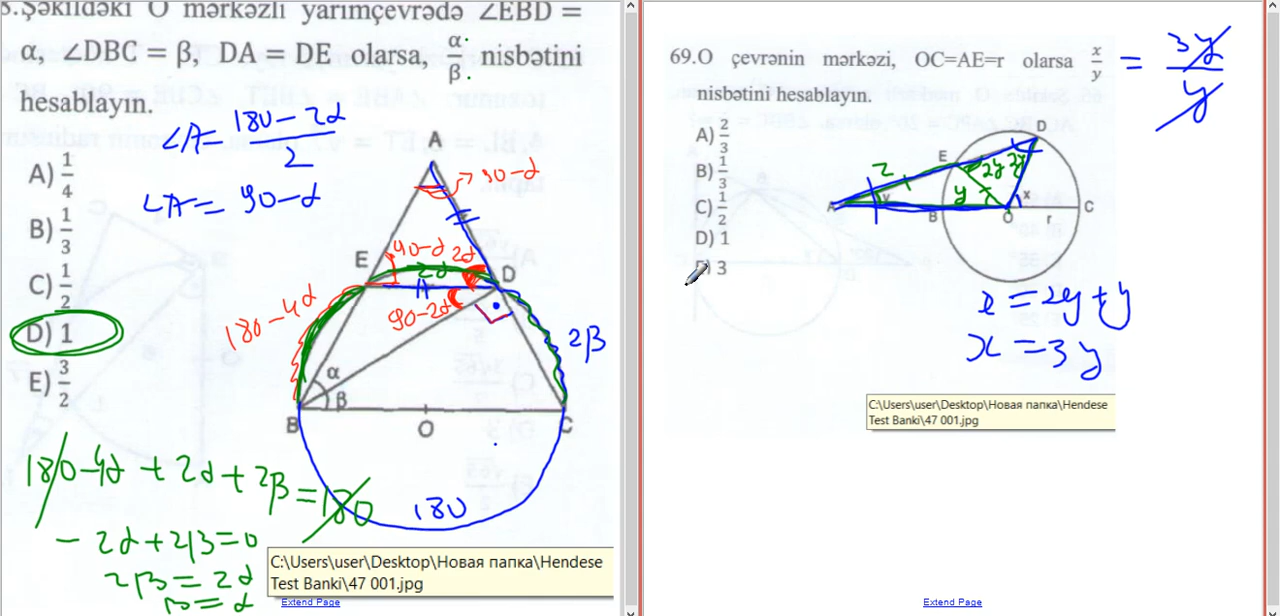 8.Şəkildəki O mərkəzli yarımçevrədə ∠EBD =
α, ∠DBC = β, DA = DE olarsa, α/β nisbətini
hesablayın.
∠A = (180 - 2α)/2
∠A = 90 - α
A) 1/4
B) 1/3
C) 1/2
D) 1
E) 3/2
A
90-α
E
90-α
2α
2α
D
90-2α
180-4α
2β
α
β
B
O
C
180
180-4α + 2α + 2β = 180
- 2α + 2β = 0
2β = 2α
β = α
C:\Users\user\Desktop\Новая папка\Hendese
Test Banki\47 001.jpg
Extend Page
69.O çevrənin mərkəzi, OC=AE=r olarsa x/y = 3y/y
nisbətini hesablayın.
A) 2/3
B) 1/3
C) 1/2
D) 1
3
D
E
2
2y
2y
A
y
y
x
B
O
r
C
x = 2y + y
x = 3y
C:\Users\user\Desktop\Новая папка\Hendese
Test Banki\47 001.jpg
Extend Page